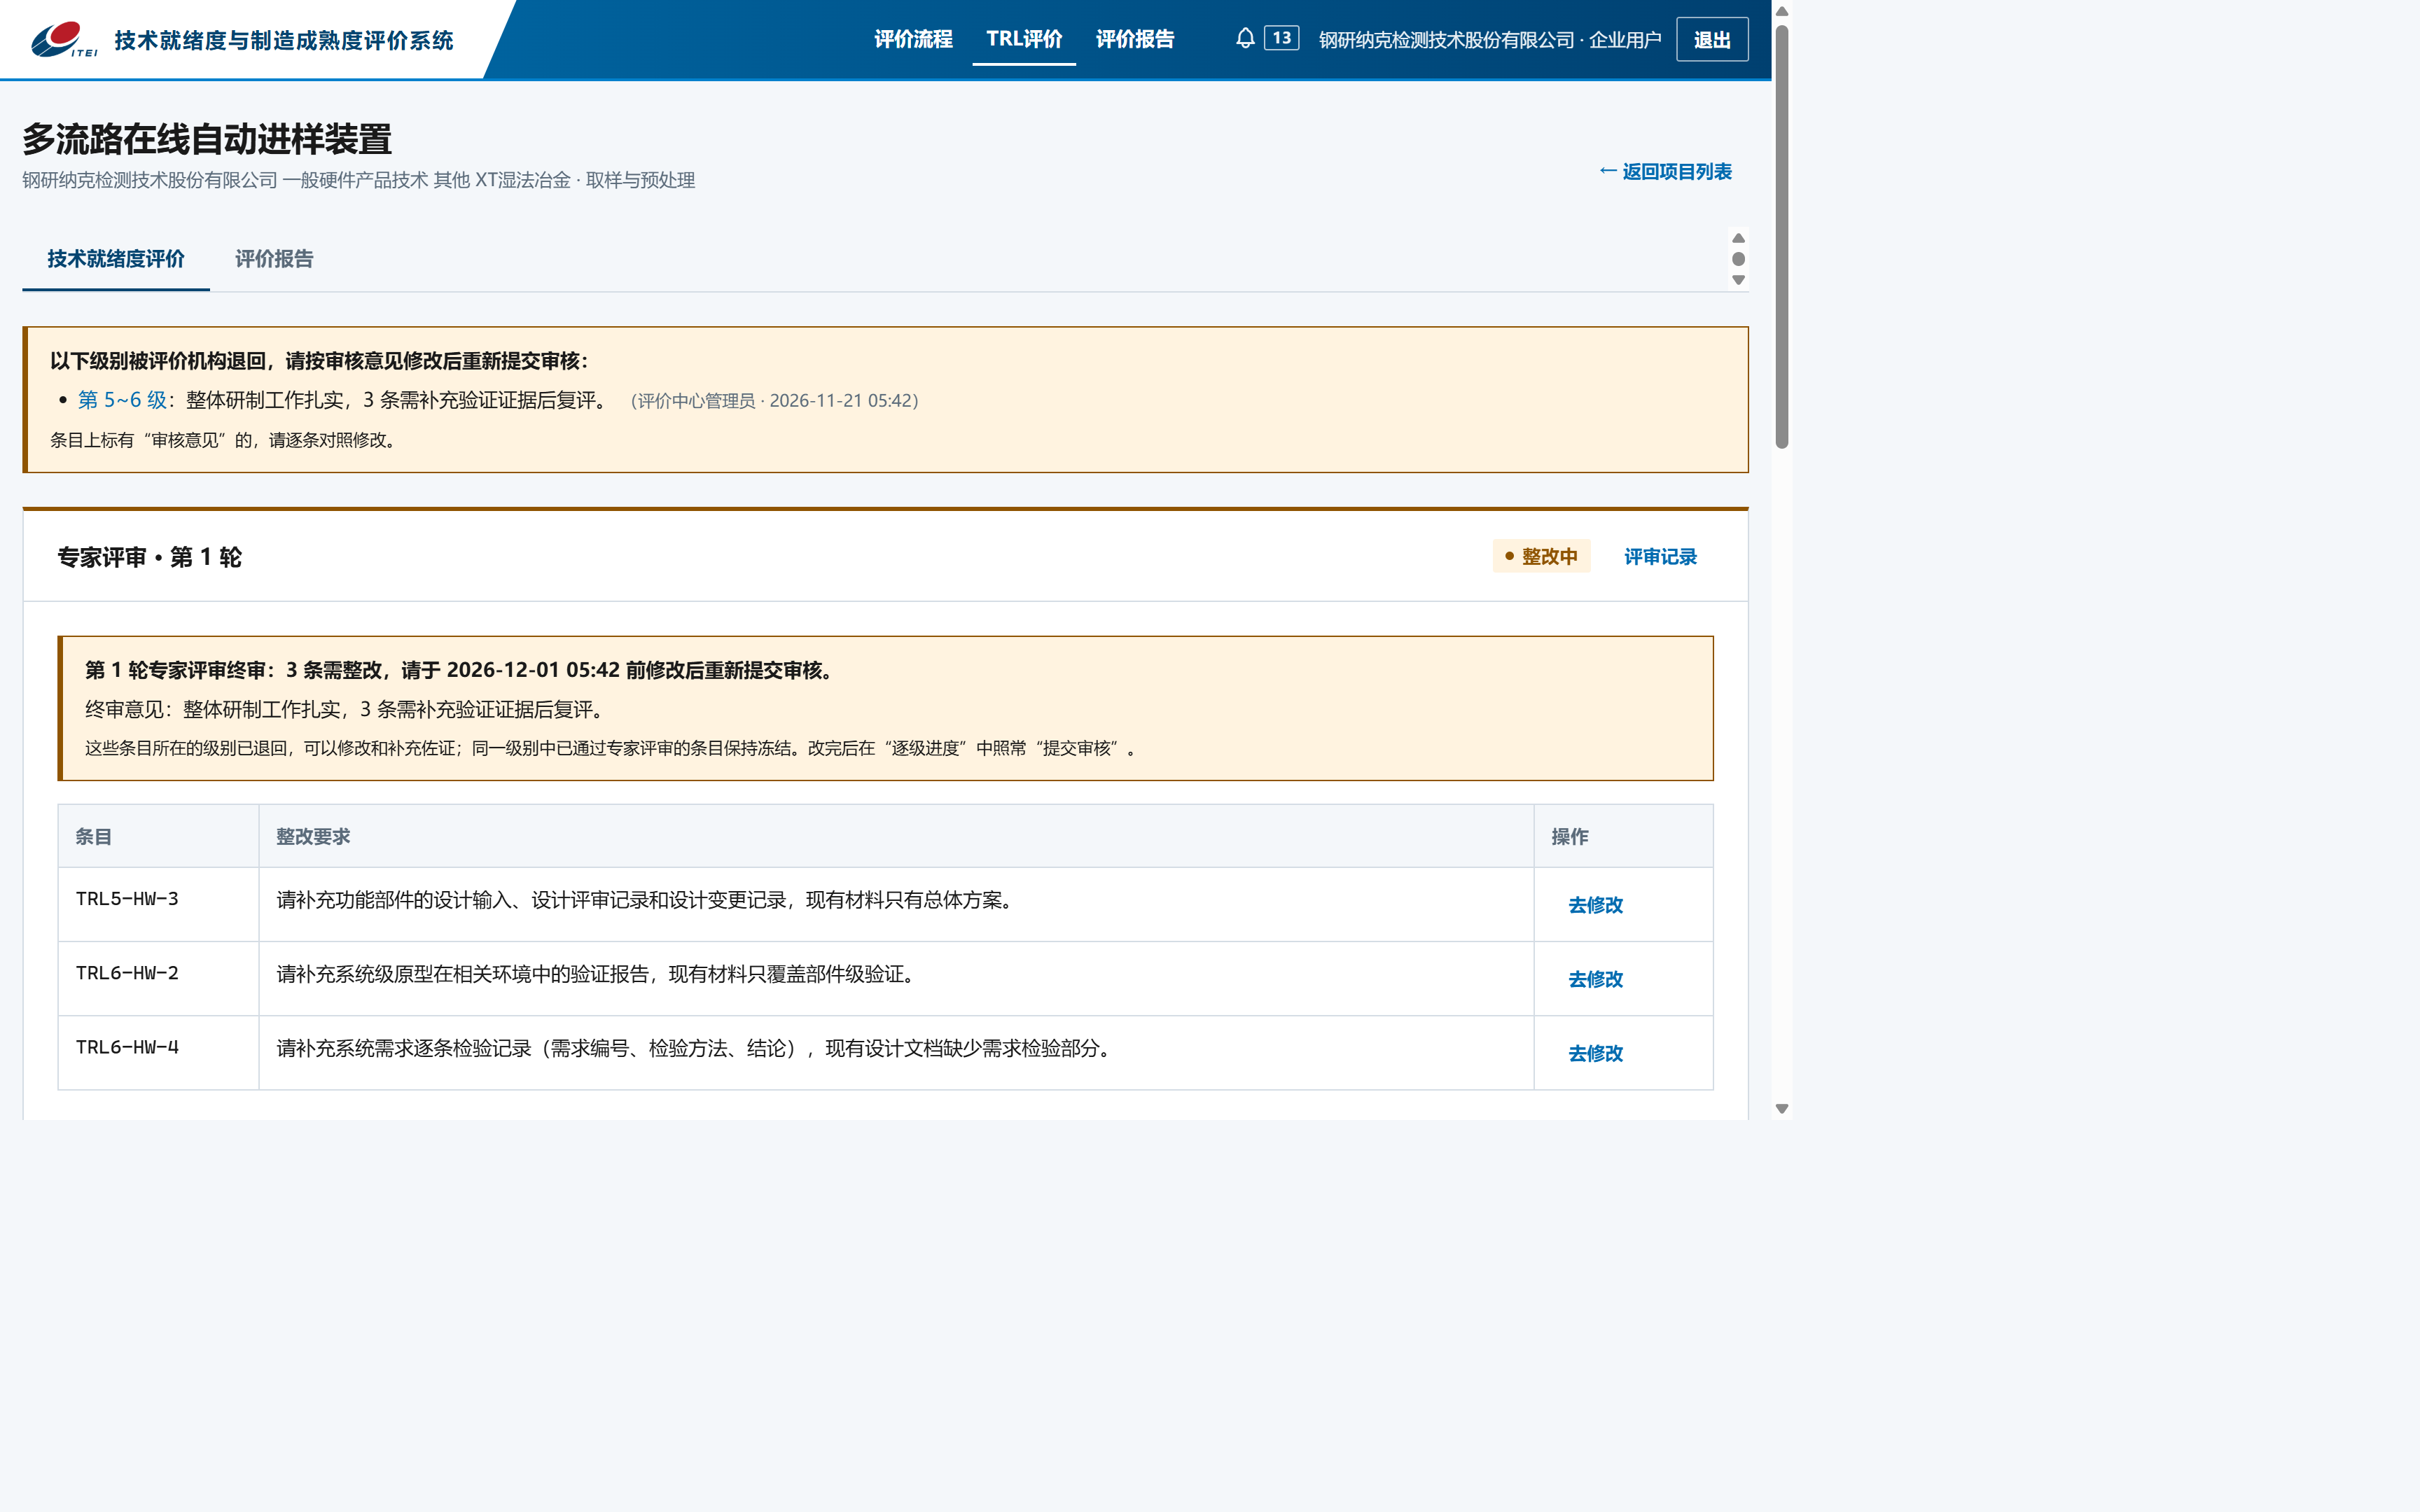 ITEI
技术就绪度与制造成熟度评价系统
评价流程 TRL评价 评价报告 13 钢研纳克检测技术股份有限公司 · 企业用户 退出
多流路在线自动进样装置
钢研纳克检测技术股份有限公司 一般硬件产品技术 其他 XT湿法冶金 · 取样与预处理
← 返回项目列表
技术就绪度评价 评价报告
以下级别被评价机构退回，请按审核意见修改后重新提交审核：
• 第 5~6 级：整体研制工作扎实，3 条需补充验证证据后复评。 （评价中心管理员 · 2026-11-21 05:42）
条目上标有“审核意见”的，请逐条对照修改。
专家评审 · 第 1 轮 整改中 评审记录
第 1 轮专家评审终审：3 条需整改，请于 2026-12-01 05:42 前修改后重新提交审核。
终审意见：整体研制工作扎实，3 条需补充验证证据后复评。
这些条目所在的级别已退回，可以修改和补充佐证；同一级别中已通过专家评审的条目保持冻结。改完后在“逐级进度”中照常“提交审核”。
条目 整改要求 操作
TRL5-HW-3 请补充功能部件的设计输入、设计评审记录和设计变更记录，现有材料只有总体方案。 去修改
TRL6-HW-2 请补充系统级原型在相关环境中的验证报告，现有材料只覆盖部件级验证。 去修改
TRL6-HW-4 请补充系统需求逐条检验记录（需求编号、检验方法、结论），现有设计文档缺少需求检验部分。 去修改